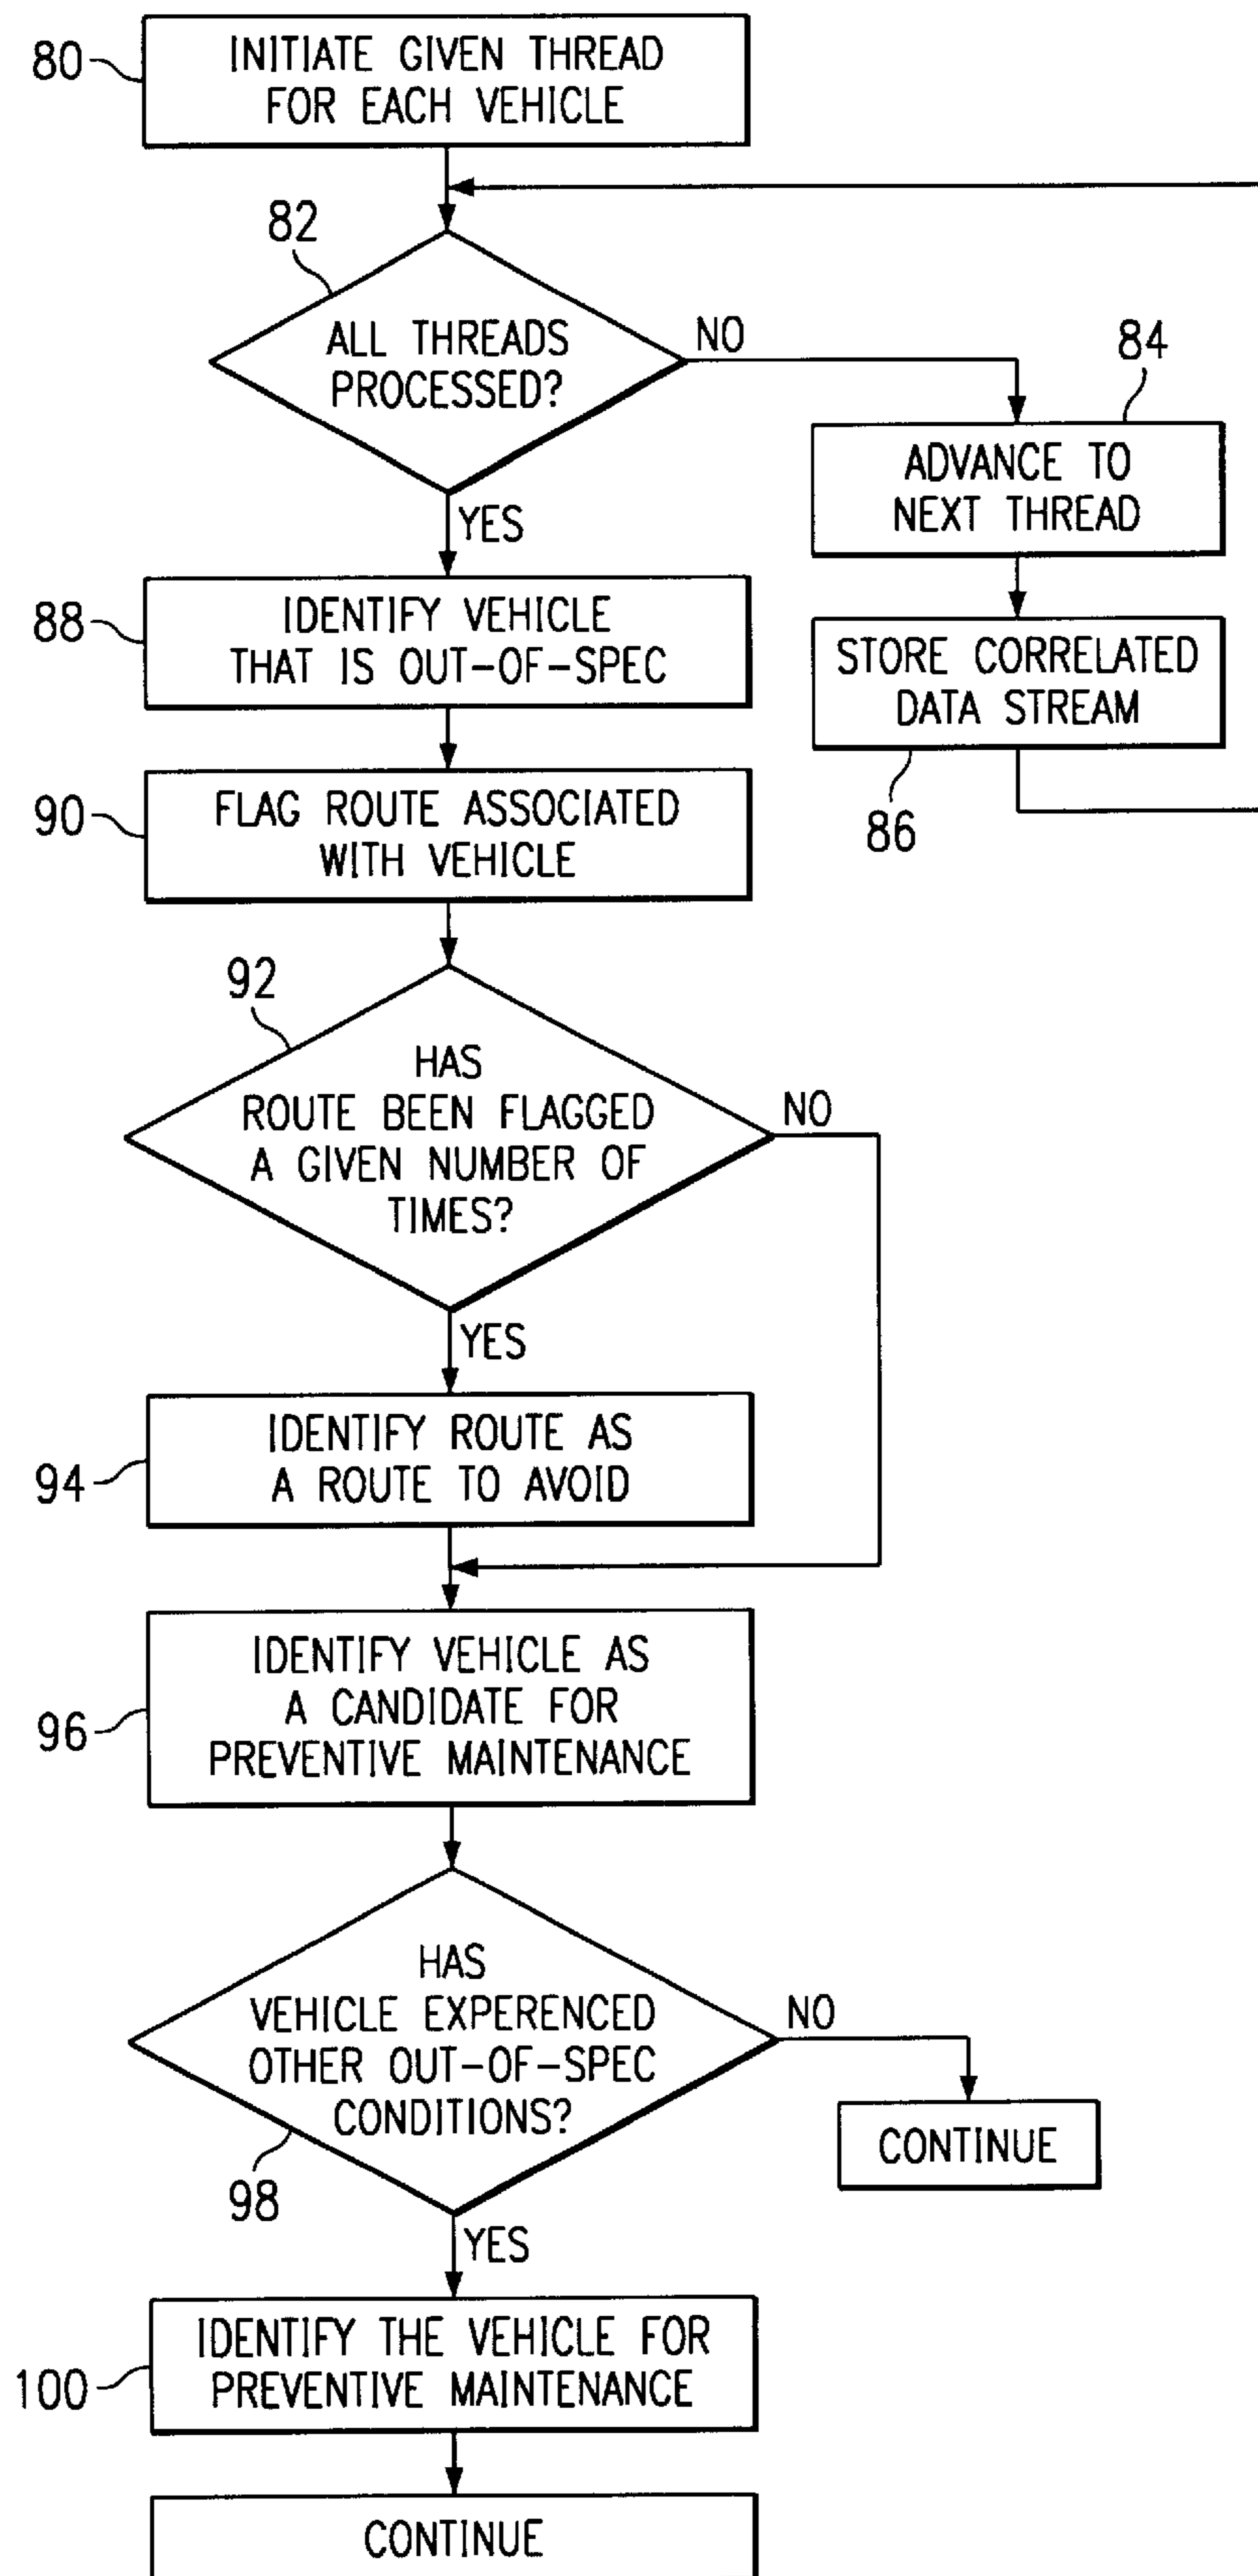 80
INITIATE GIVEN THREAD
FOR EACH VEHICLE
82
ALL THREADS
PROCESSED?
NO
84
ADVANCE TO
NEXT THREAD
YES
88
IDENTIFY VEHICLE
THAT IS OUT-OF-SPEC
STORE CORRELATED
DATA STREAM
86
90
FLAG ROUTE ASSOCIATED
WITH VEHICLE
92
HAS
ROUTE BEEN FLAGGED
A GIVEN NUMBER OF
TIMES?
NO
YES
94
IDENTIFY ROUTE AS
A ROUTE TO AVOID
96
IDENTIFY VEHICLE AS
A CANDIDATE FOR
PREVENTIVE MAINTENANCE
HAS
VEHICLE EXPERENCED
OTHER OUT-OF-SPEC
CONDITIONS?
98
NO
CONTINUE
YES
100
IDENTIFY THE VEHICLE FOR
PREVENTIVE MAINTENANCE
CONTINUE